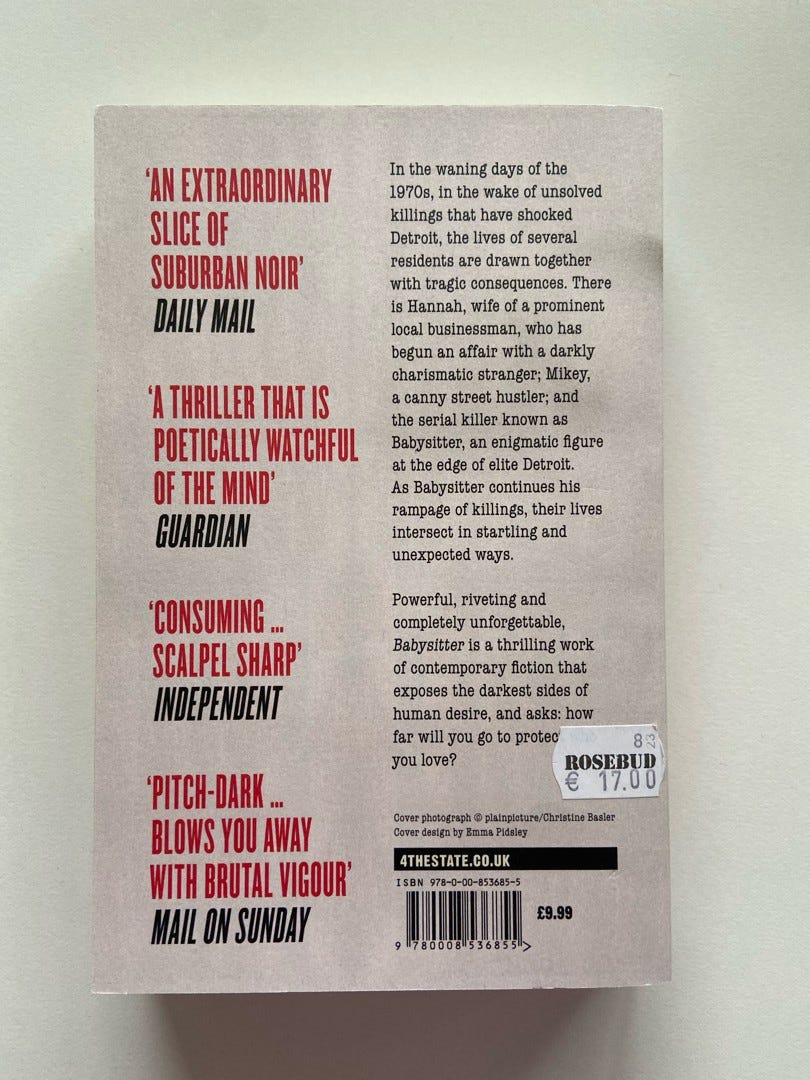 ‘AN EXTRAORDINARY
SLICE OF
SUBURBAN NOIR’
DAILY MAIL
‘A THRILLER THAT IS
POETICALLY WATCHFUL
OF THE MIND’
GUARDIAN
‘CONSUMING ...
SCALPEL SHARP’
INDEPENDENT
‘PITCH-DARK ...
BLOWS YOU AWAY
WITH BRUTAL VIGOUR’
MAIL ON SUNDAY
In the waning days of the
1970s, in the wake of unsolved
killings that have shocked
Detroit, the lives of several
residents are drawn together
with tragic consequences. There
is Hannah, wife of a prominent
local businessman, who has
begun an affair with a darkly
charismatic stranger; Mikey,
a canny street hustler; and
the serial killer known as
Babysitter, an enigmatic figure
at the edge of elite Detroit.
As Babysitter continues his
rampage of killings, their lives
intersect in startling and
unexpected ways.
Powerful, riveting and
completely unforgettable,
Babysitter is a thrilling work
of contemporary fiction that
exposes the darkest sides of
human desire, and asks: how
far will you go to protec
you love?
8 23
ROSEBUD
€ 17.00
Cover photograph © plainpicture/Christine Basler
Cover design by Emma Pidsley
4THESTATE.CO.UK
ISBN 978-0-00-853685-5
9 780008 536855 >
£9.99